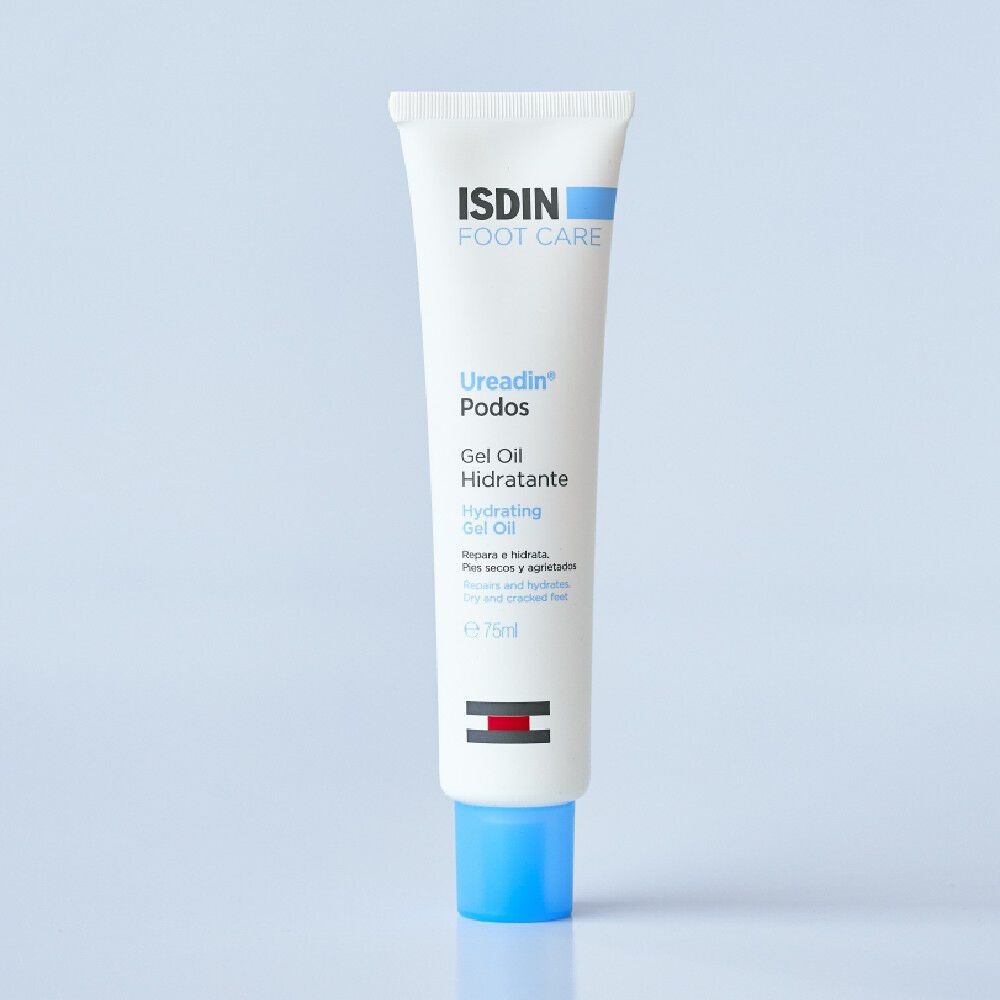 ISDIN
FOOT CARE
Ureadin®
Podos
Gel Oil
Hidratante
Hydrating
Gel Oil
Repara e hidrata.
Pies secos y agrietados
Repairs and hydrates.
Dry and cracked feet
℮ 75ml